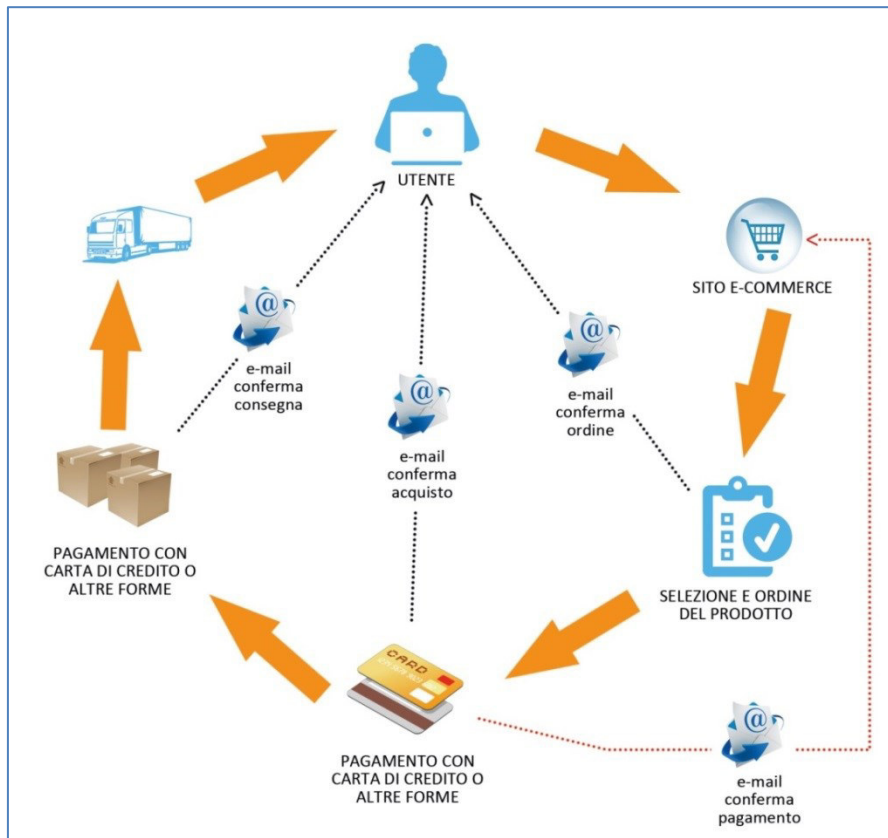 UTENTE
SITO E-COMMERCE
e-mail
conferma
consegna
e-mail
conferma
acquisto
e-mail
conferma
ordine
PAGAMENTO CON
CARTA DI CREDITO O
ALTRE FORME
SELEZIONE E ORDINE
DEL PRODOTTO
CARD
PAGAMENTO CON
CARTA DI CREDITO O
ALTRE FORME
e-mail
conferma
pagamento